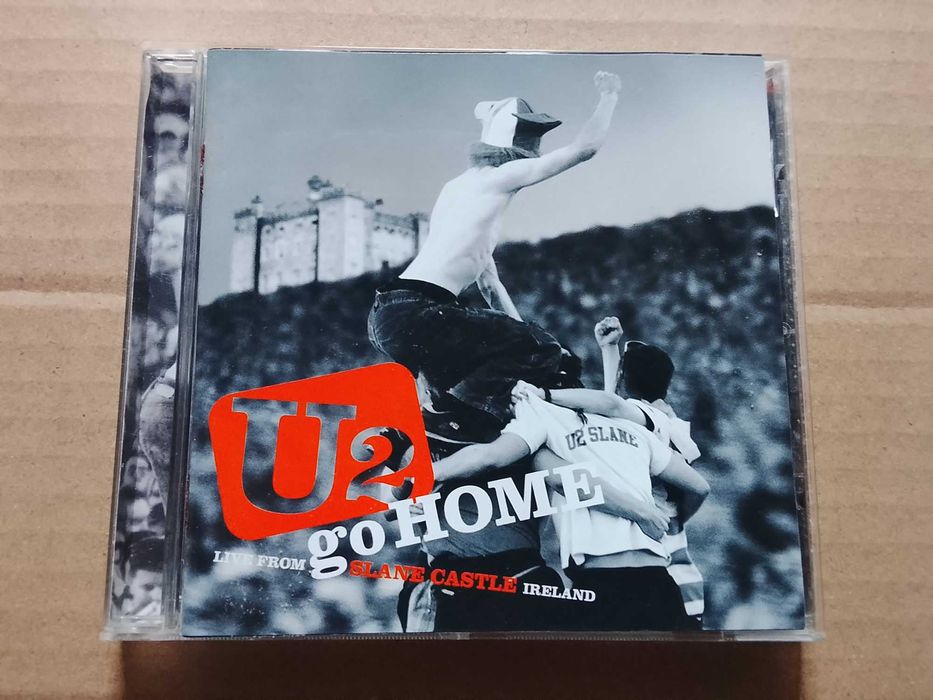 U2 SLANE
U2
go HOME
LIVE FROM SLANE CASTLE IRELAND